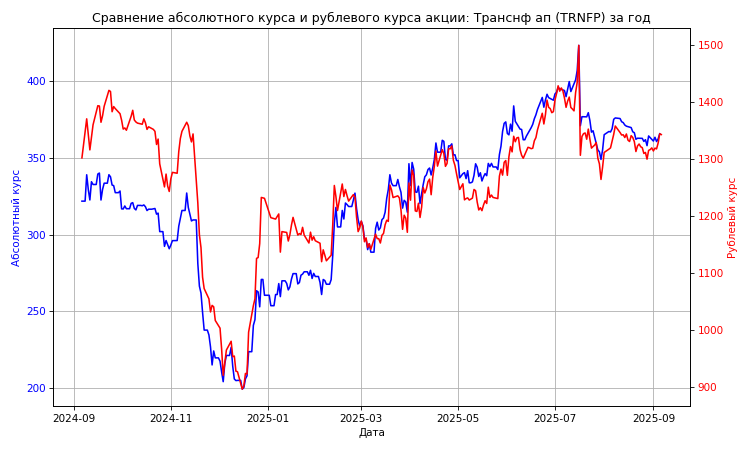 Сравнение абсолютного курса и рублевого курса акции: Транснф ап (TRNFP) за год
Абсолютный курс
400
350
300
250
200
1500
1400
1300
1200
1100
1000
900
Рублевый курс
2024-09 2024-11 2025-01 2025-03 2025-05 2025-07 2025-09
Дата